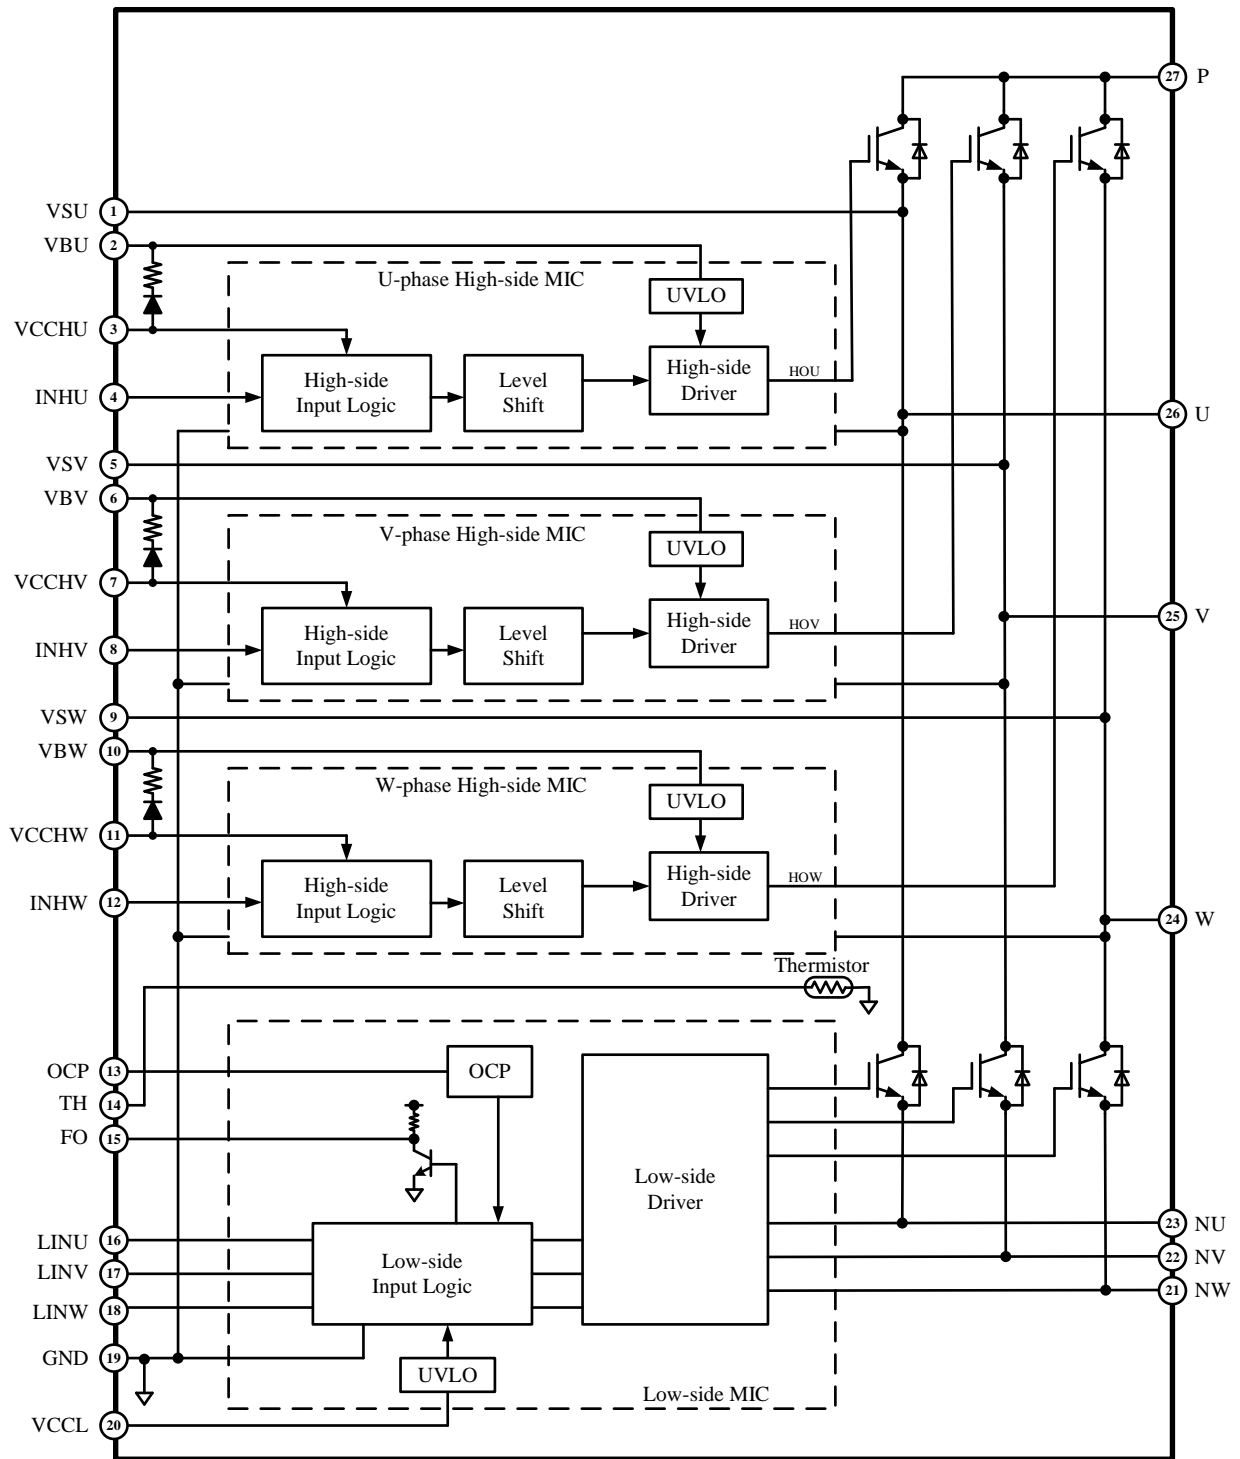 27 P
VSU 1
VBU 2
U-phase High-side MIC
UVLO
VCCHU 3
High-side
Input Logic
Level
Shift
High-side
Driver
HOU
INHU 4
26 U
VSV 5
VBV 6
V-phase High-side MIC
UVLO
VCCHV 7
High-side
Input Logic
Level
Shift
High-side
Driver
HOV
25 V
INHV 8
VSW 9
VBW 10
W-phase High-side MIC
UVLO
VCCHW 11
High-side
Input Logic
Level
Shift
High-side
Driver
HOW
INHW 12
24 W
Thermistor
OCP 13
OCP
TH 14
FO 15
Low-side
Driver
LINU 16
LINV 17
LINW 18
Low-side
Input Logic
23 NU
22 NV
21 NW
GND 19
UVLO
Low-side MIC
VCCL 20